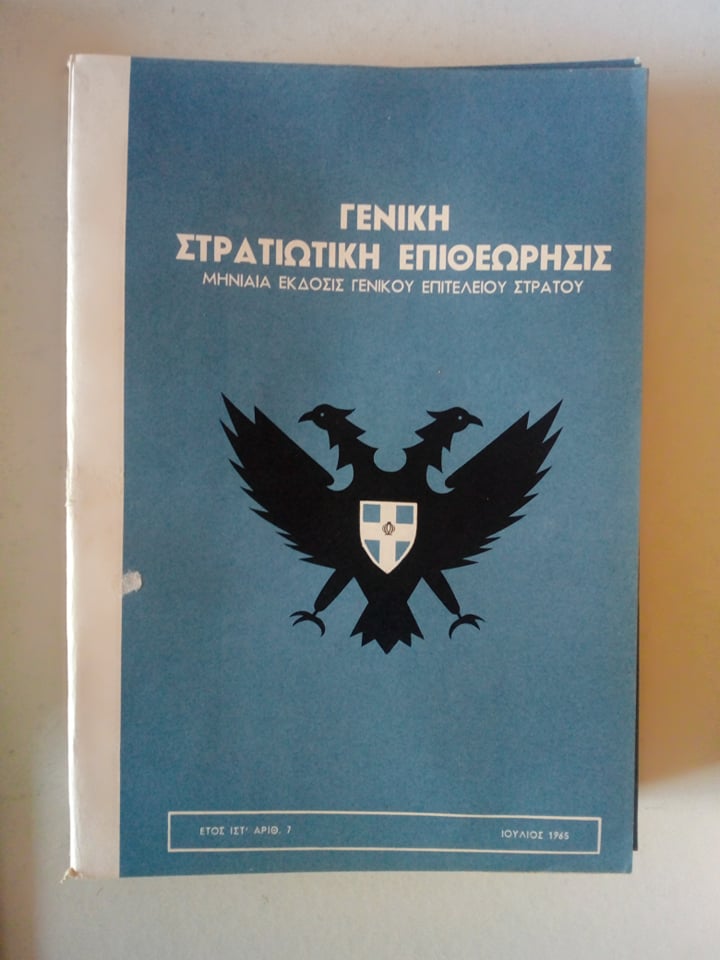 ΓΕΝΙΚΗ
ΣΤΡΑΤΙΩΤΙΚΗ ΕΠΙΘΕΩΡΗΣΙΣ
ΜΗΝΙΑΙΑ ΕΚΔΟΣΙΣ ΓΕΝΙΚΟΥ ΕΠΙΤΕΛΕΙΟΥ ΣΤΡΑΤΟΥ
ΕΤΟΣ ΙΣΤ' ΑΡΙΘ. 7
ΙΟΥΛΙΟΣ 1965